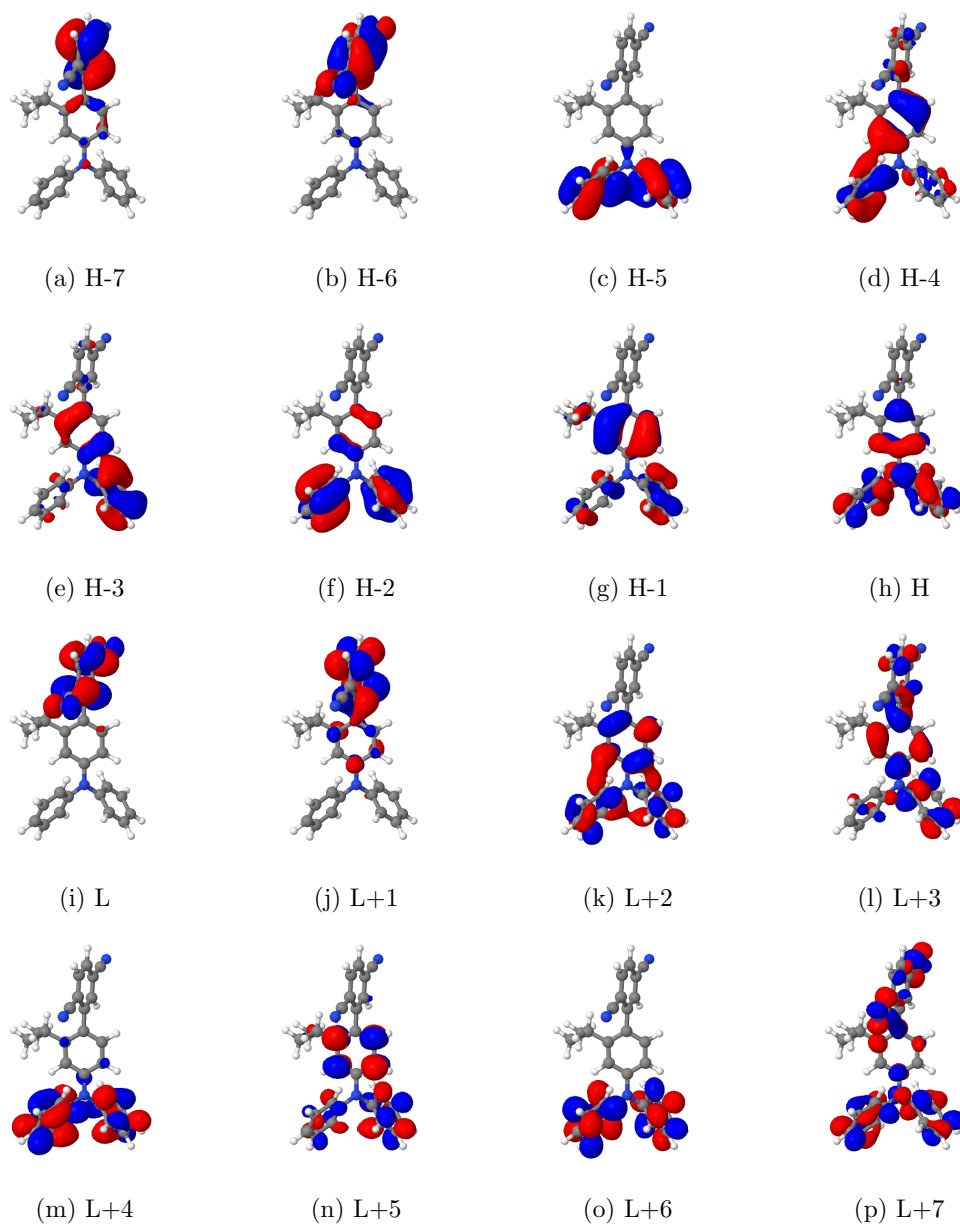 (a) H-7 (b) H-6 (c) H-5 (d) H-4
(e) H-3 (f) H-2 (g) H-1 (h) H
(i) L (j) L+1 (k) L+2 (l) L+3
(m) L+4 (n) L+5 (o) L+6 (p) L+7